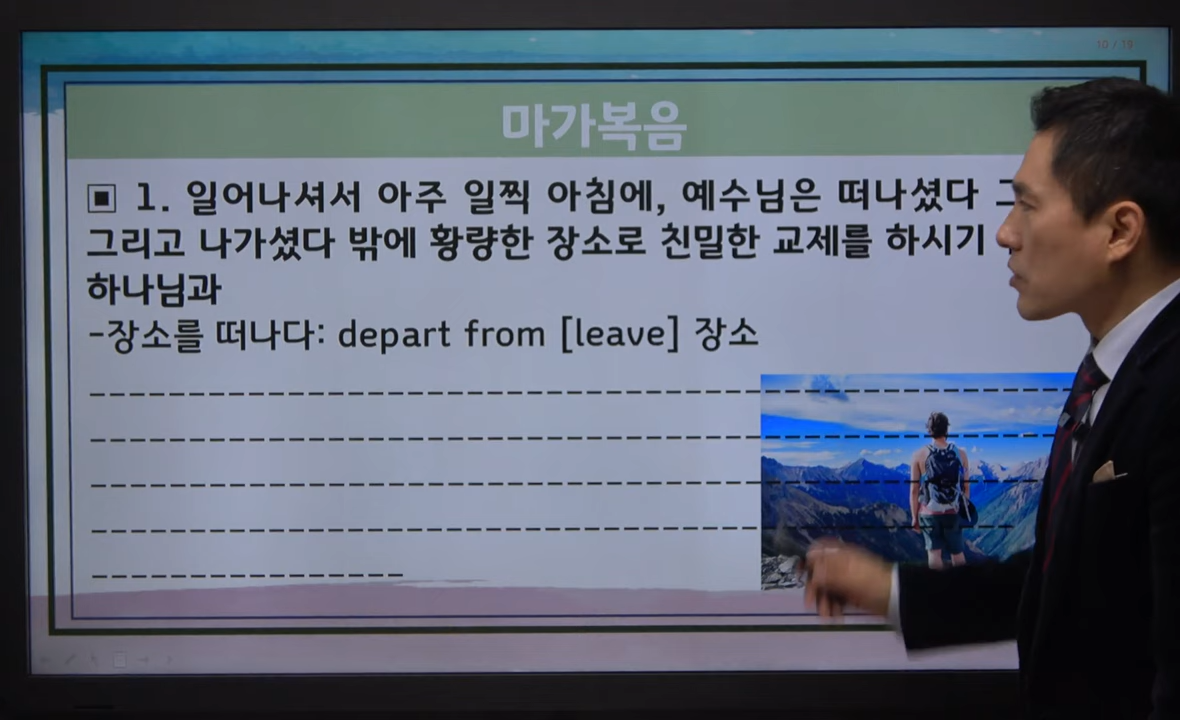 10 / 13
마가복음
▣ 1. 일어나셔서 아주 일찍 아침에, 예수님은 떠나셨다
그리고 나가셨다 밖에 황량한 장소로 친밀한 교제를 하시기
하나님과
-장소를 떠나다: depart from [leave] 장소